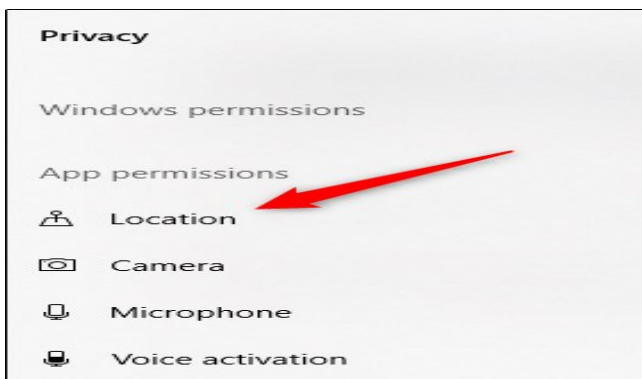 Privacy
Windows permissions
App permissions
Location
Camera
Microphone
Voice activation